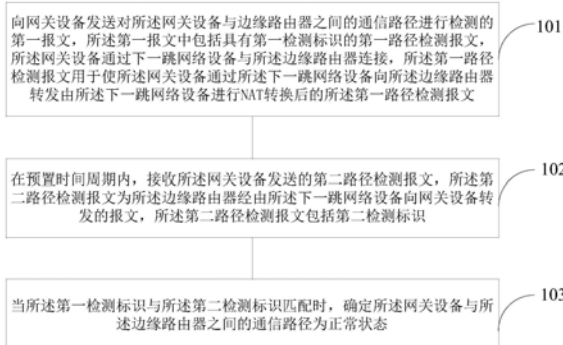 向网关设备发送对所述网关设备与边缘路由器之间的通信路径进行检测的
第一报文，所述第一报文中包括具有第一检测标识的第一路径检测报文，
所述网关设备通过下一跳网络设备与所述边缘路由器连接，所述第一路径
检测报文用于使所述网关设备通过所述下一跳网络设备向所述边缘路由器
转发由所述下一跳网络设备进行NAT转换后的所述第一路径检测报文
101
在预置时间周期内，接收所述网关设备发送的第二路径检测报文，所述第
二路径检测报文为所述边缘路由器经由所述下一跳网络设备向网关设备转
发的报文，所述第二路径检测报文包括第二检测标识
102
当所述第一检测标识与所述第二检测标识匹配时，确定所述网关设备与所
述边缘路由器之间的通信路径为正常状态
103